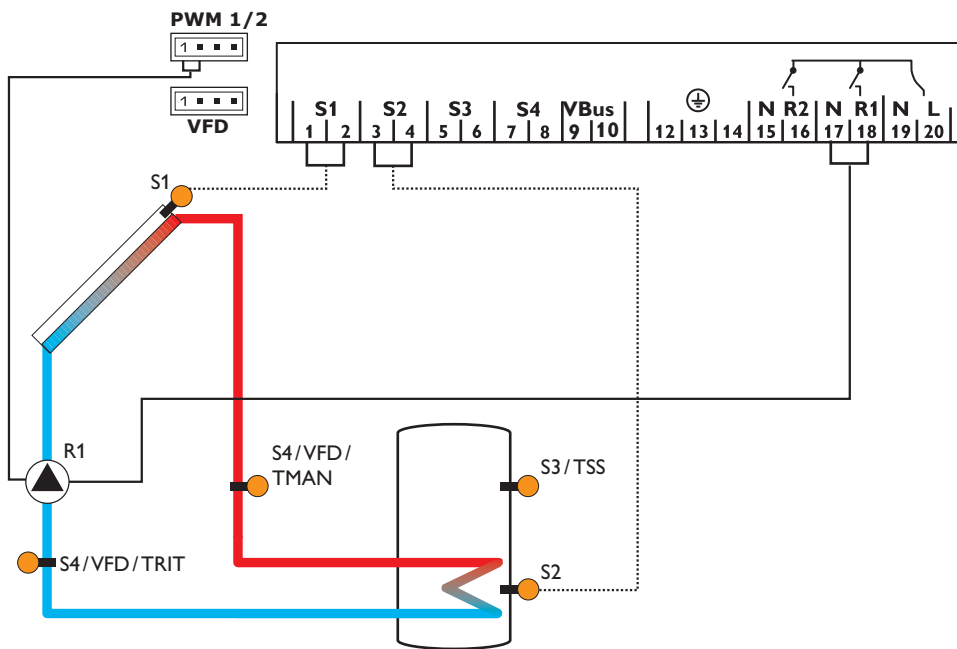 PWM 1/2
1
1
VFD
S1 S2 S3 S4 VBus N R2 N R1 N L
1 2 3 4 5 6 7 8 9 10 12 13 14 15 16 17 18 19 20
S1
R1
S4/VFD/
TMAN
S3/TSS
S4/VFD/TRIT
S2